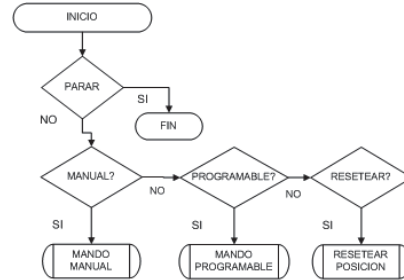 INICIO
PARAR
SI
NO
FIN
MANUAL?
NO
PROGRAMABLE?
NO
RESETEAR?
SI
SI
SI
MANDO
MANUAL
MANDO
PROGRAMABLE
RESETEAR
POSICION